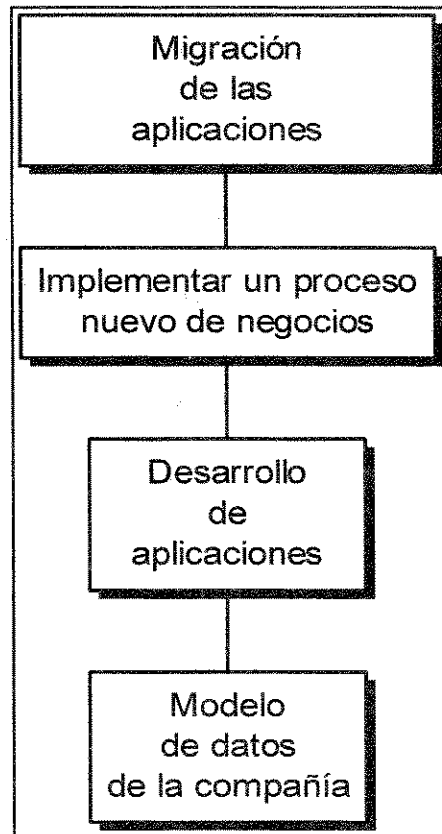 Migración
de las
aplicaciones
Implementar un proceso
nuevo de negocios
Desarrollo
de
aplicaciones
Modelo
de datos
de la compañía